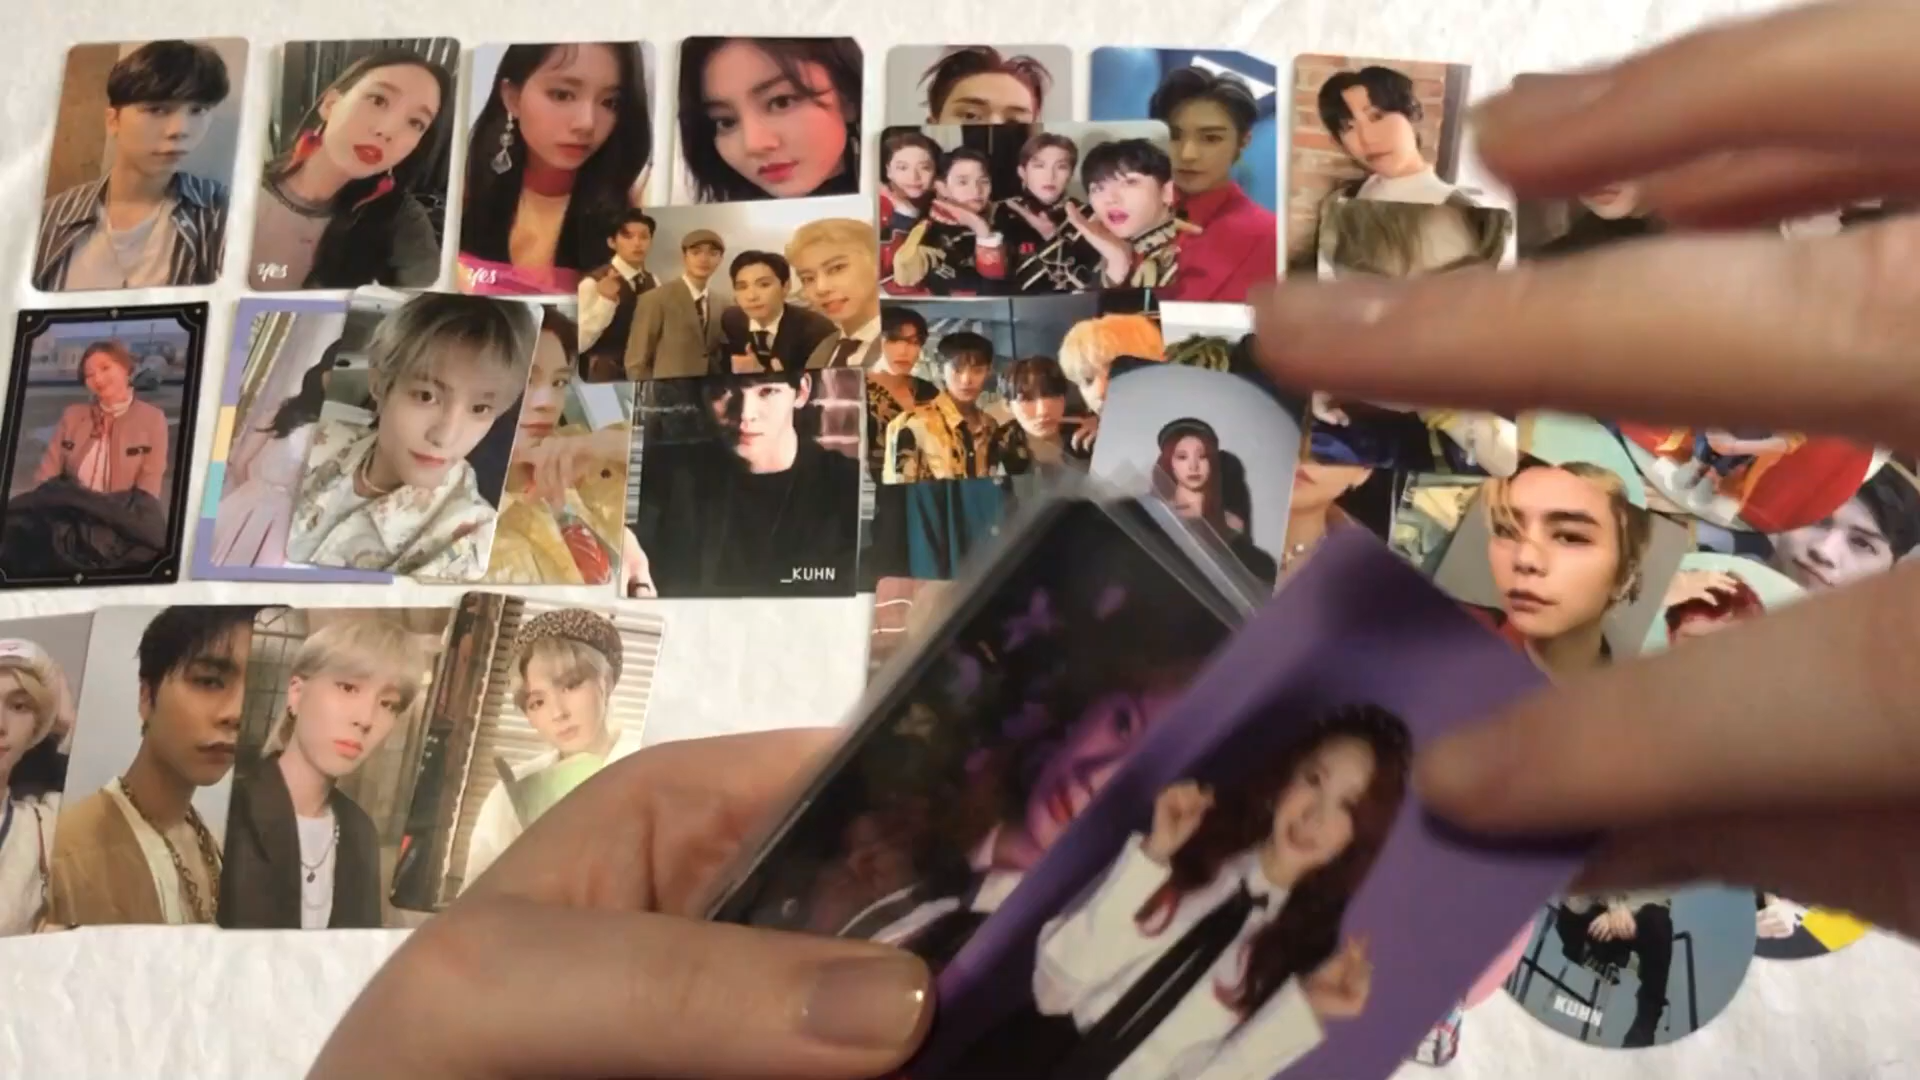 Yes
Yes
_KUHN
KUHN